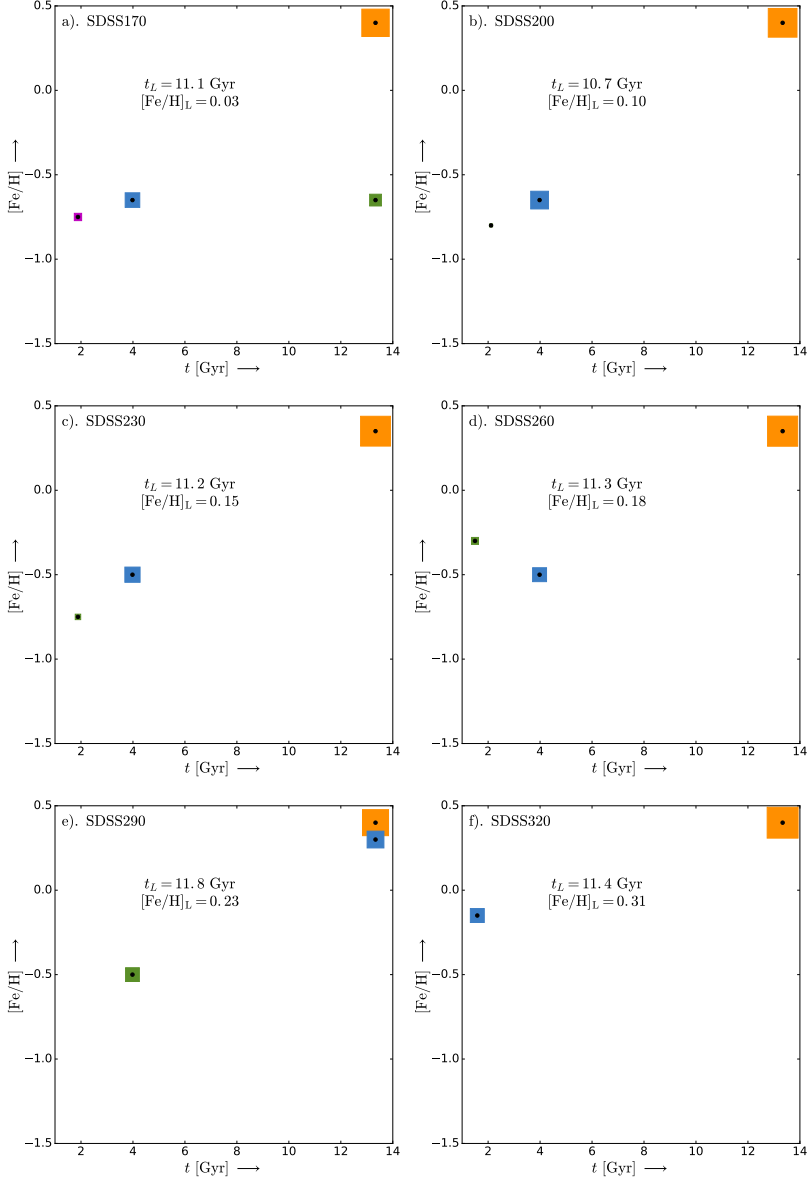 a). SDSS170
t_L = 11.1 Gyr
[Fe/H]_L = 0.03
0.5
0.0
−0.5
−1.0
−1.5
[Fe/H] ⟶
2 4 6 8 10 12 14
t [Gyr] ⟶
b). SDSS200
t_L = 10.7 Gyr
[Fe/H]_L = 0.10
0.5
0.0
−0.5
−1.0
−1.5
[Fe/H] ⟶
2 4 6 8 10 12 14
t [Gyr] ⟶
c). SDSS230
t_L = 11.2 Gyr
[Fe/H]_L = 0.15
0.5
0.0
−0.5
−1.0
−1.5
[Fe/H] ⟶
2 4 6 8 10 12 14
t [Gyr] ⟶
d). SDSS260
t_L = 11.3 Gyr
[Fe/H]_L = 0.18
0.5
0.0
−0.5
−1.0
−1.5
[Fe/H] ⟶
2 4 6 8 10 12 14
t [Gyr] ⟶
e). SDSS290
t_L = 11.8 Gyr
[Fe/H]_L = 0.23
0.5
0.0
−0.5
−1.0
−1.5
[Fe/H] ⟶
2 4 6 8 10 12 14
t [Gyr] ⟶
f). SDSS320
t_L = 11.4 Gyr
[Fe/H]_L = 0.31
0.5
0.0
−0.5
−1.0
−1.5
[Fe/H] ⟶
2 4 6 8 10 12 14
t [Gyr] ⟶